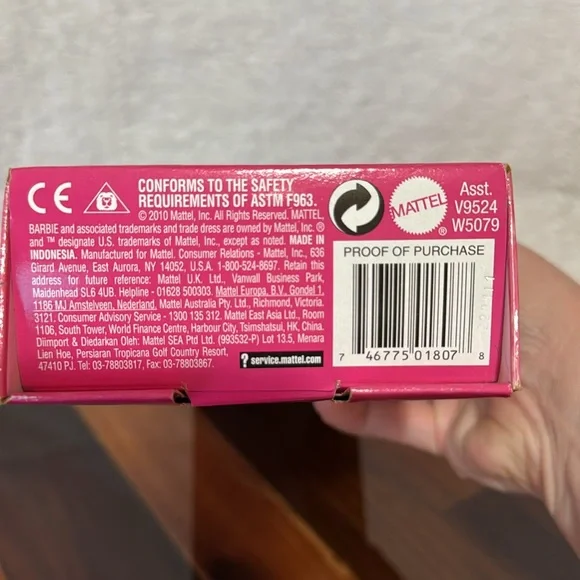 CE
CONFORMS TO THE SAFETY
REQUIREMENTS OF ASTM F963.
© 2010 Mattel, Inc. All Rights Reserved. MATTEL,
BARBIE and associated trademarks and trade dress are owned by Mattel, Inc. ®
and ™ designate U.S. trademarks of Mattel, Inc., except as noted. MADE IN
INDONESIA. Manufactured for Mattel. Consumer Relations - Mattel, Inc., 636
Girard Avenue, East Aurora, NY 14052, U.S.A. 1-800-524-8697. Retain this
address for future reference: Mattel U.K. Ltd., Vanwall Business Park,
Maidenhead SL6 4UB. Helpline - 01628 500303. Mattel Europa, B.V., Gondel 1,
1186 MJ Amstelveen, Nederland. Mattel Australia Pty. Ltd., Richmond, Victoria.
3121. Consumer Advisory Service - 1300 135 312. Mattel East Asia Ltd., Room
1106, South Tower, World Finance Centre, Harbour City, Tsimshatsui, HK, China.
Diimport & Diedarkan Oleh: Mattel SEA Ptd Ltd. (993532-P) Lot 13.5, Menara
Lien Hoe, Persiaran Tropicana Golf Country Resort,
47410 PJ. Tel: 03-78803817, Fax: 03-78803867.
? service.mattel.com
MATTEL ®
Asst.
V9524
W5079
PROOF OF PURCHASE
7 46775 01807 8